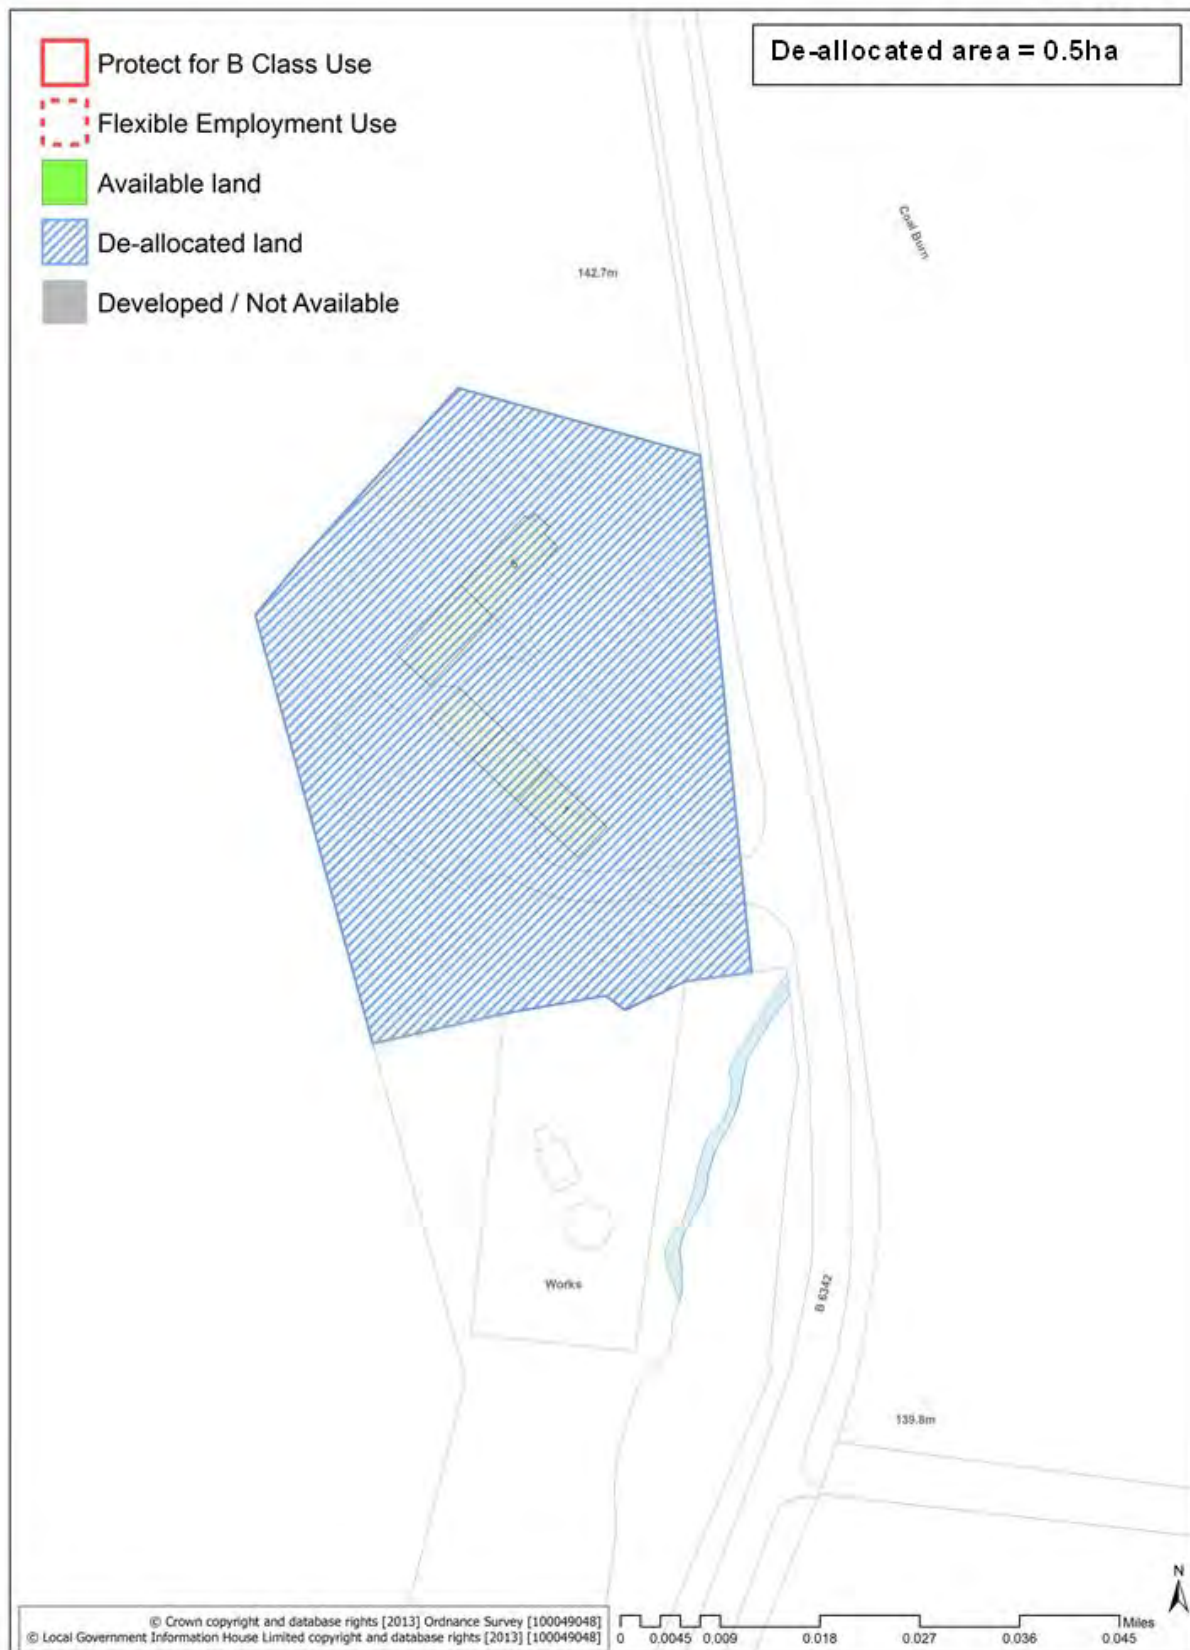 De-allocated area = 0.5ha
Protect for B Class Use
Flexible Employment Use
Available land
De-allocated land
Developed / Not Available
Coal Burn
142.7m
Works
B 6342
139.8m
N
© Crown copyright and database rights [2013] Ordnance Survey [100049048]
© Local Government Information House Limited copyright and database rights [2013] [100049048]
Miles
0 0.0045 0.009 0.018 0.027 0.036 0.045